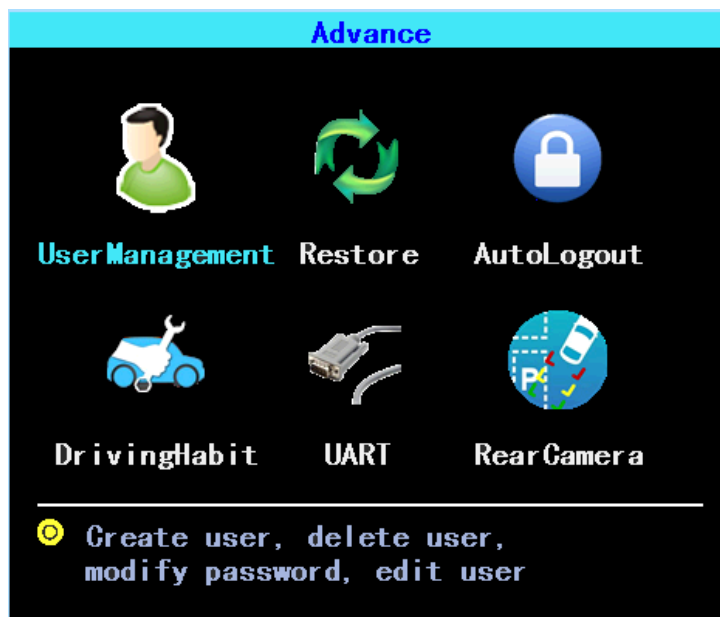 Advance
UserManagement Restore AutoLogout
P
DrivingHabit UART RearCamera
Create user, delete user,
modify password, edit user